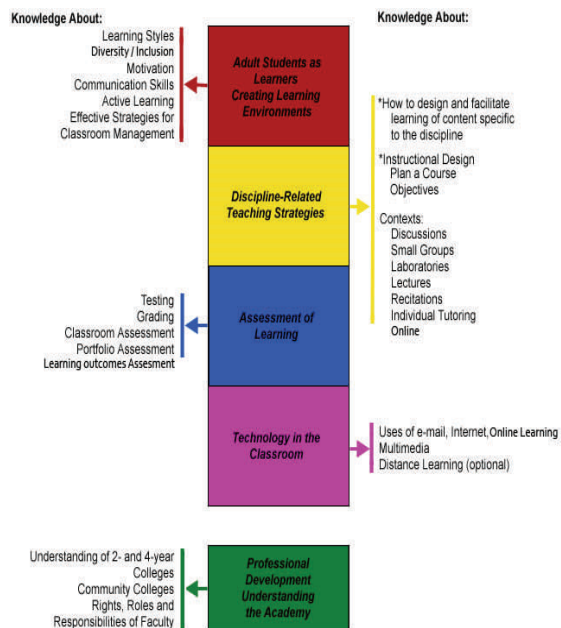 Knowledge About:
Knowledge About:
Learning Styles
Diversity / Inclusion
Motivation
Communication Skills
Active Learning
Effective Strategies for
Classroom Management
Adult Students as
Learners
Creating Learning
Environments
*How to design and facilitate
learning of content specific
to the discipline
*Instructional Design
Plan a Course
Objectives
Contexts:
Discussions
Small Groups
Laboratories
Lectures
Recitations
Individual Tutoring
Online
Discipline-Related
Teaching Strategies
Testing
Grading
Classroom Assessment
Portfolio Assessment
Learning outcomes Assesment
Assessment of
Learning
Technology in the
Classroom
Uses of e-mail, Internet, Online Learning
Multimedia
Distance Learning (optional)
Understanding of 2- and 4-year
Colleges
Community Colleges
Rights, Roles and
Responsibilities of Faculty
Professional
Development
Understanding
the Academy